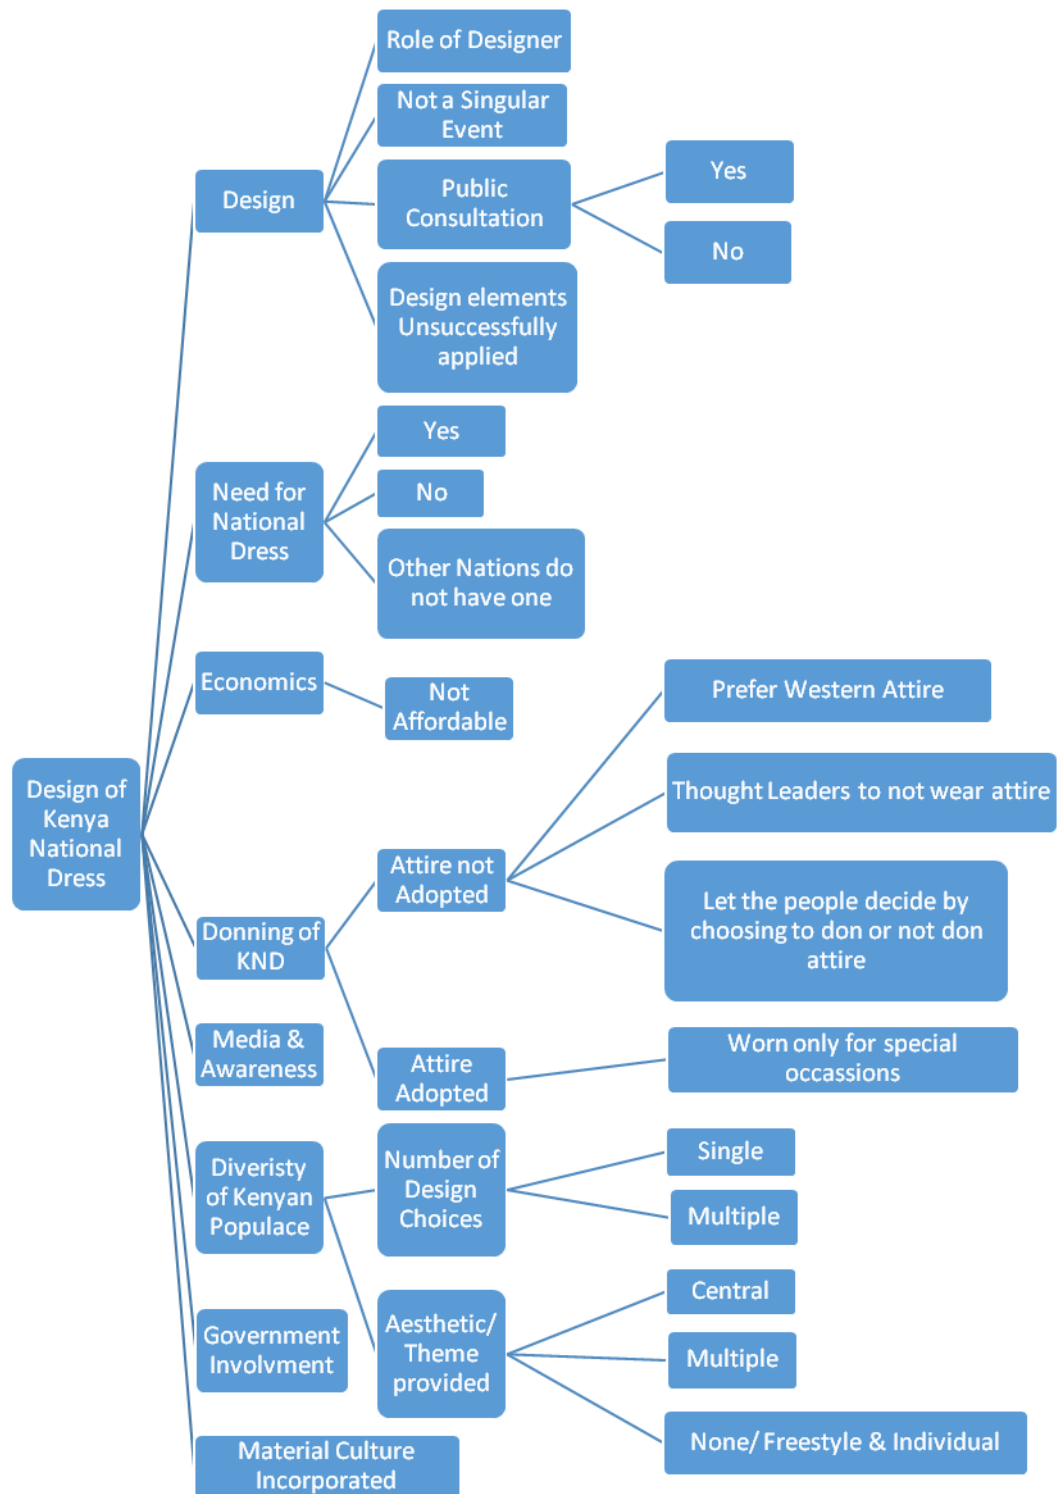 Role of Designer
Not a Singular
Event
Public
Consultation
Yes
No
Design
Design elements
Unsuccessfully
applied
Yes
No
Need for
National
Dress
Other Nations do
not have one
Economics
Not
Affordable
Prefer Western Attire
Thought Leaders to not wear attire
Design of
Kenya
National
Dress
Attire not
Adopted
Let the people decide by
choosing to don or not don
attire
Donning of
KND
Media &
Awareness
Attire
Adopted
Worn only for special
occassions
Diveristy
of Kenyan
Populace
Number of
Design
Choices
Single
Multiple
Government
Involvment
Aesthetic/
Theme
provided
Central
Multiple
None/ Freestyle & Individual
Material Culture
Incorporated